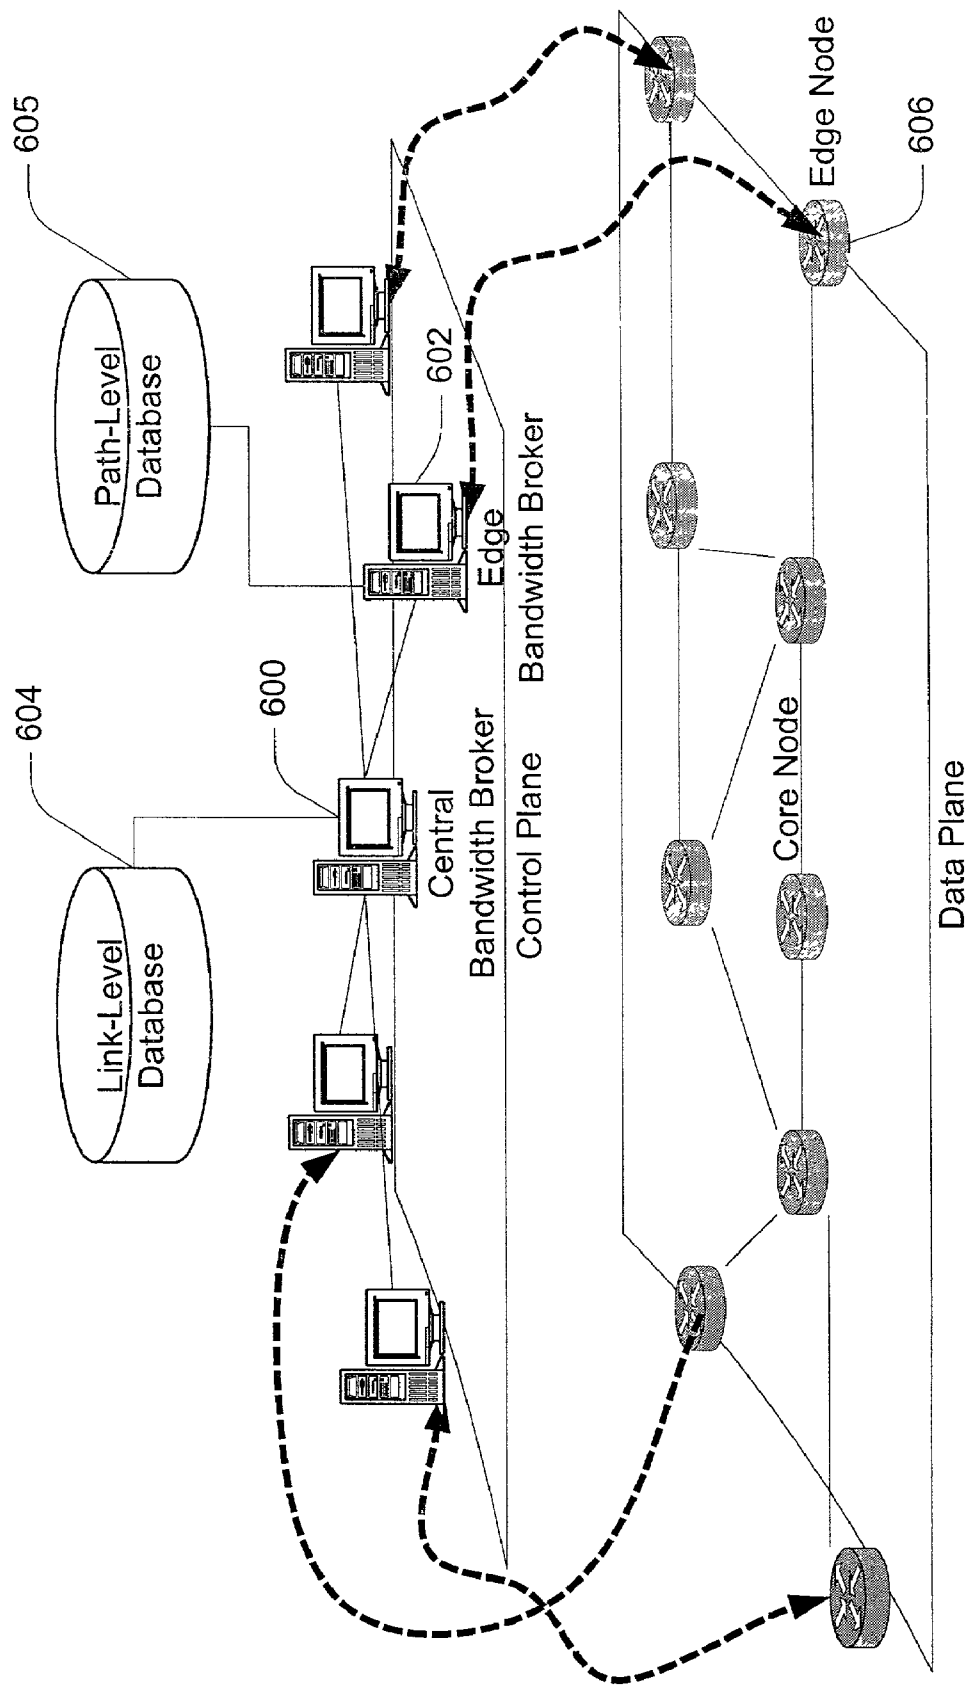 604
605
Link-Level
Database
Path-Level
Database
600
602
Central
Bandwidth Broker
Edge
Bandwidth Broker
Control Plane
Edge Node
606
Core Node
Data Plane